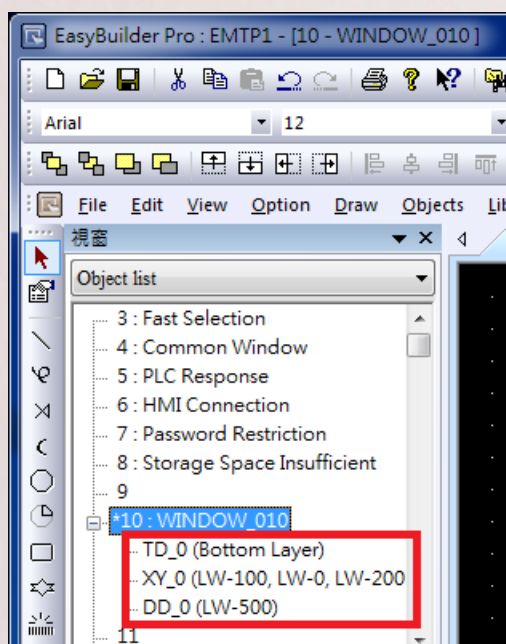 EasyBuilder Pro : EMTP1 - [10 - WINDOW_010 ]
Arial
12
File Edit View Option Draw Objects
視窗
Object list
3 : Fast Selection
4 : Common Window
5 : PLC Response
6 : HMI Connection
7 : Password Restriction
8 : Storage Space Insufficient
9
*10 : WINDOW_010
TD_0 (Bottom Layer)
XY_0 (LW-100, LW-0, LW-200
DD_0 (LW-500)
11